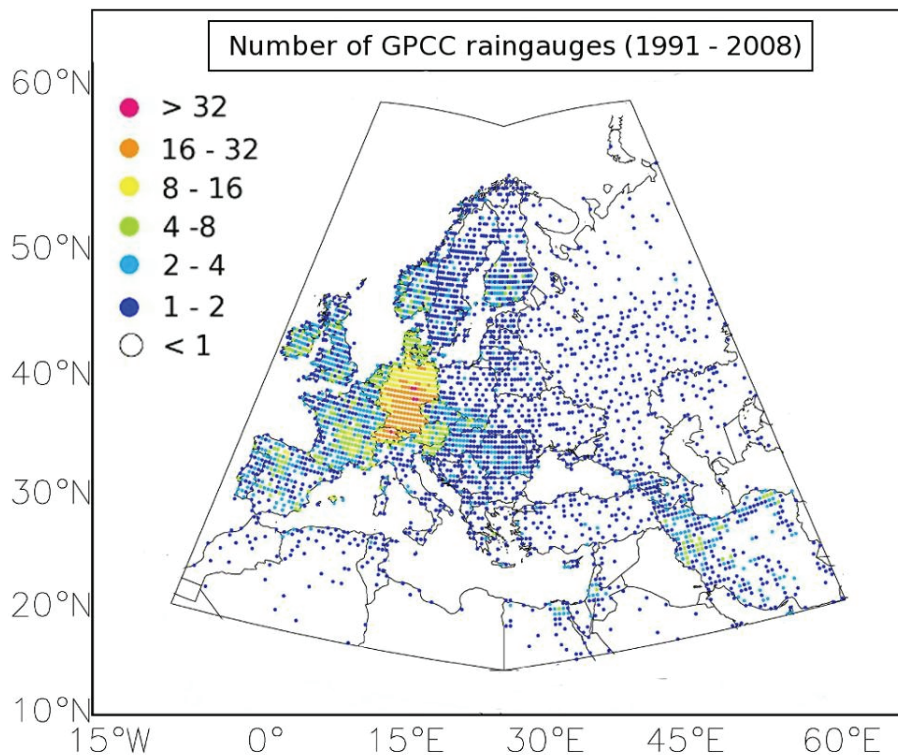 Number of GPCC raingauges (1991 - 2008)
60°N
> 32
16 - 32
8 - 16
4 -8
2 - 4
1 - 2
< 1
50°N
40°N
30°N
20°N
10°N
15°W 0° 15°E 30°E 45°E 60°E